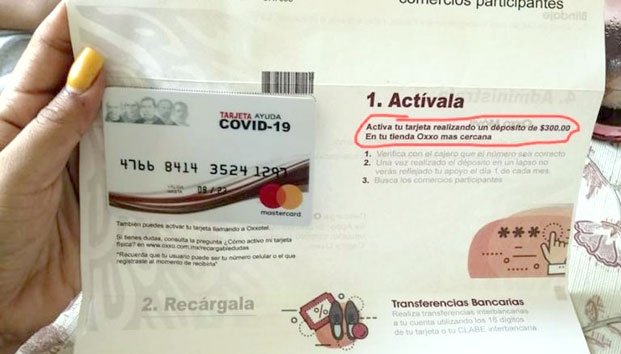 comercios participantes
Blindaje
TARJETA AYUDA
COVID-19
4766 8414 3524 1297
mastercard
También puedes activar tu tarjeta llamando a Oxxotel.
Si tienes dudas, consulta la pregunta ¿Cómo activo mi tarjeta
física? en www.oxxo.com.mx/recargabledudas
"Recuerda que tu usuario puede ser tu número celular o el que
registraste al momento de recibirla"
1. Actívala
Activa tu tarjeta realizando un déposito de $300.00
En tu tienda Oxxo mas cercana
1. Verifica con el cajero que el número sea correcto
2. Una vez realizado el depósito en un lapso no
verás reflejado tu apoyo el día 1 de cada mes.
3. Busca los comercios participantes
***
2. Recárgala
Transferencias Bancarias
Realiza transferencias interbancarias
a tu cuenta utilizando los 16 dígitos
de tu tarjeta o tu CLABE interbancaria